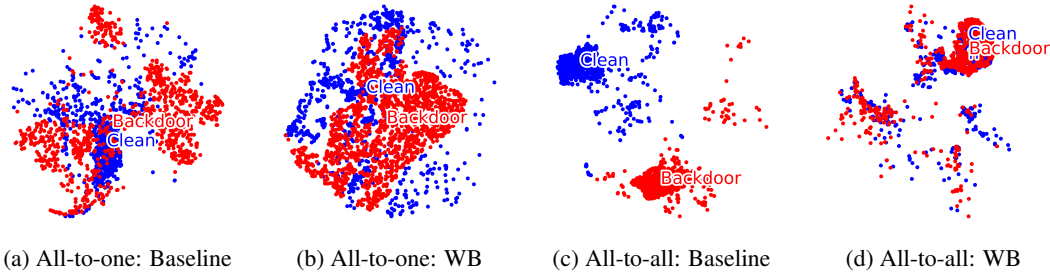 Backdoor
Clean
Clean
Backdoor
Clean
Backdoor
Clean
Backdoor
(a) All-to-one: Baseline
(b) All-to-one: WB
(c) All-to-all: Baseline
(d) All-to-all: WB